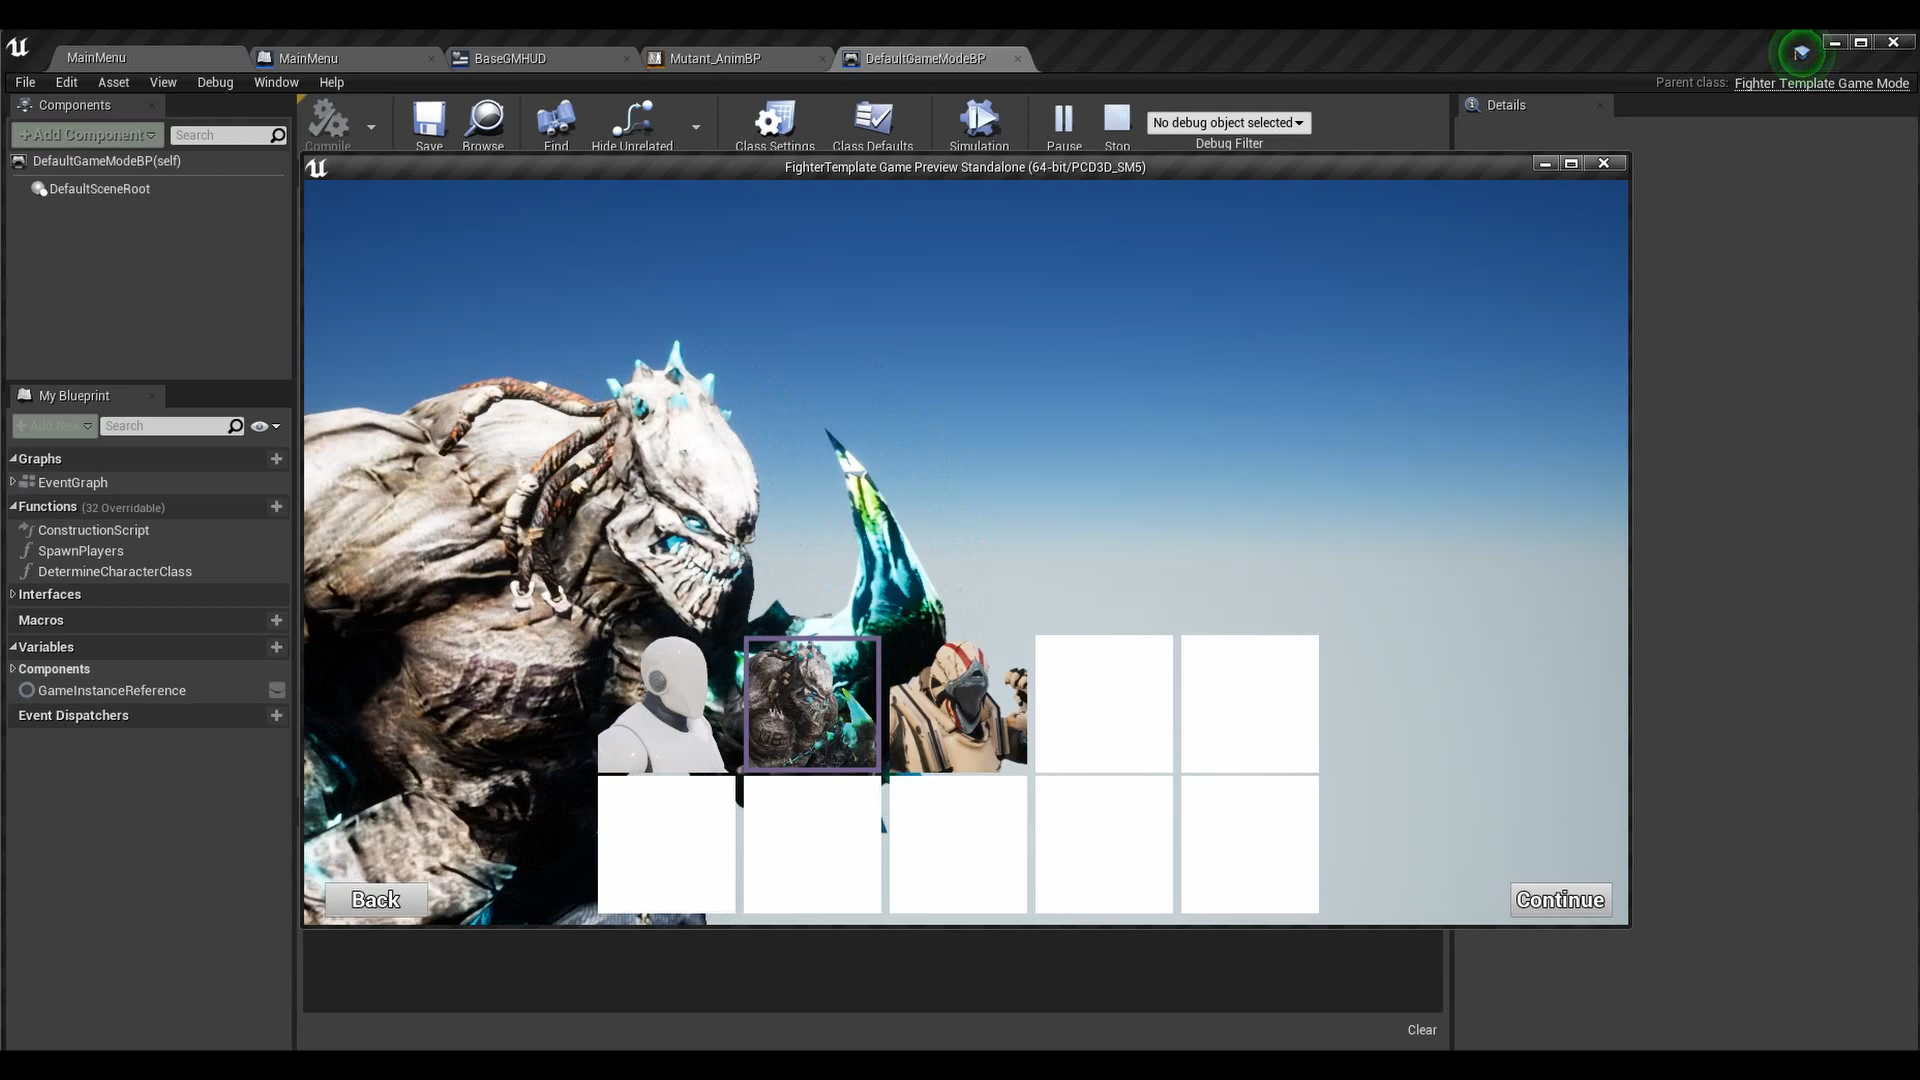 MainMenu
MainMenu
BaseGMHUD
Mutant_AnimBP
DefaultGameModeBP
File
Edit
Asset
View
Debug
Window
Help
Parent class: Fighter Template Game Mode
Components
+Add Component
Search
DefaultGameModeBP(self)
DefaultSceneRoot
Compile
Save
Browse
Find
Hide Unrelated
Class Settings
Class Defaults
Simulation
Pause
Stop
No debug object selected
Debug Filter
Details
FighterTemplate Game Preview Standalone (64-bit/PCD3D_SM5)
My Blueprint
+Add New
Search
Graphs
EventGraph
Functions (32 Overridable)
ConstructionScript
SpawnPlayers
DetermineCharacterClass
Interfaces
Macros
Variables
Components
GameInstanceReference
Event Dispatchers
Back
Continue
Clear